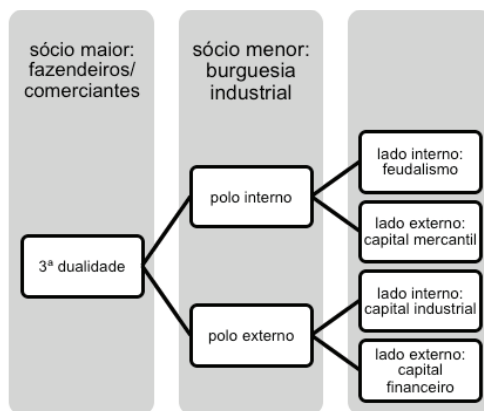 sócio maior:
fazendeiros/
comerciantes
sócio menor:
burguesia
industrial
3ª dualidade
polo interno
polo externo
lado interno:
feudalismo
lado externo:
capital mercantil
lado interno:
capital industrial
lado externo:
capital
financeiro